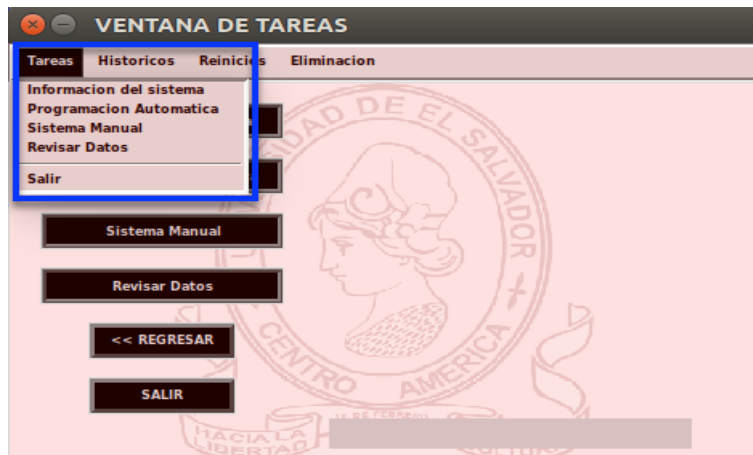 VENTANA DE TAREAS
Tareas Historicos Reinicios Eliminacion
Informacion del sistema
Programacion Automatica
Sistema Manual
Revisar Datos
Salir
Sistema Manual
Revisar Datos
<< REGRESAR
SALIR
DE EL SALVADOR
CENTRO AMERICA
HACIA LA
LIBERTAD